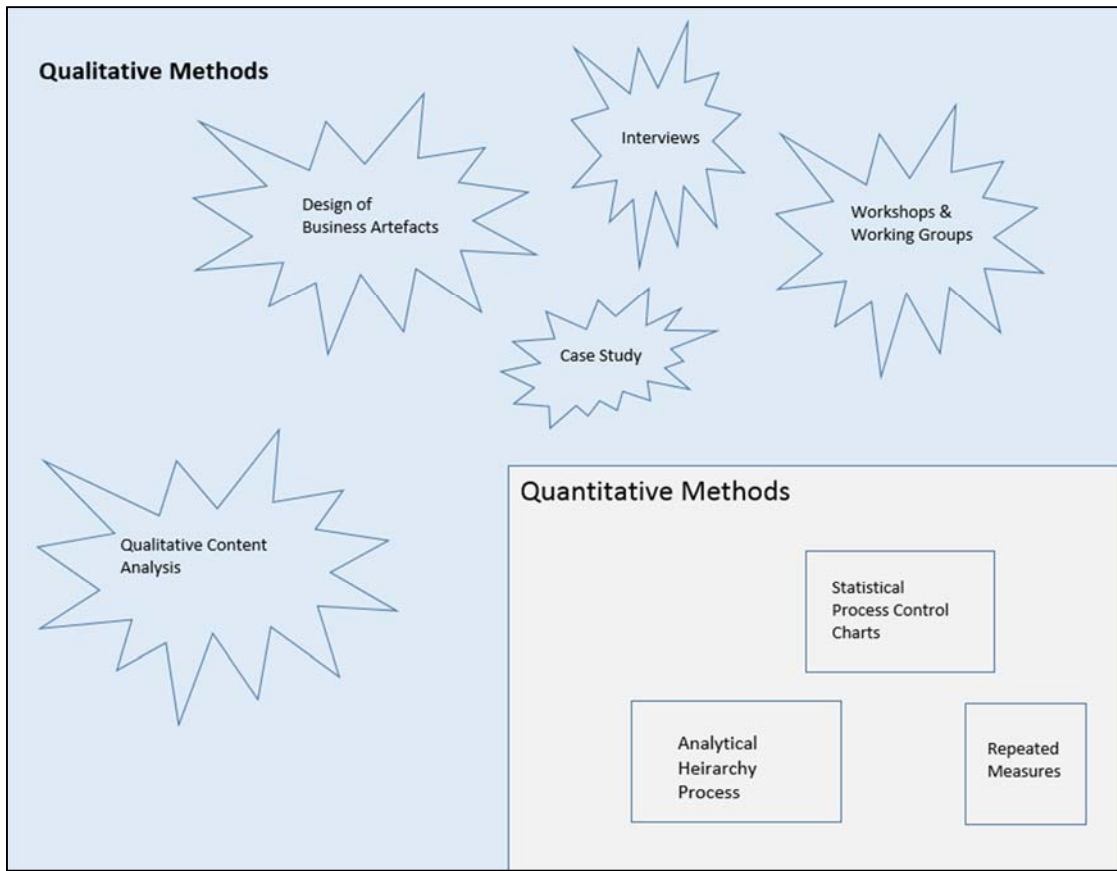 Qualitative Methods
Interviews
Design of
Business Artefacts
Workshops &
Working Groups
Case Study
Qualitative Content
Analysis
Quantitative Methods
Statistical
Process Control
Charts
Analytical
Heirarchy
Process
Repeated
Measures